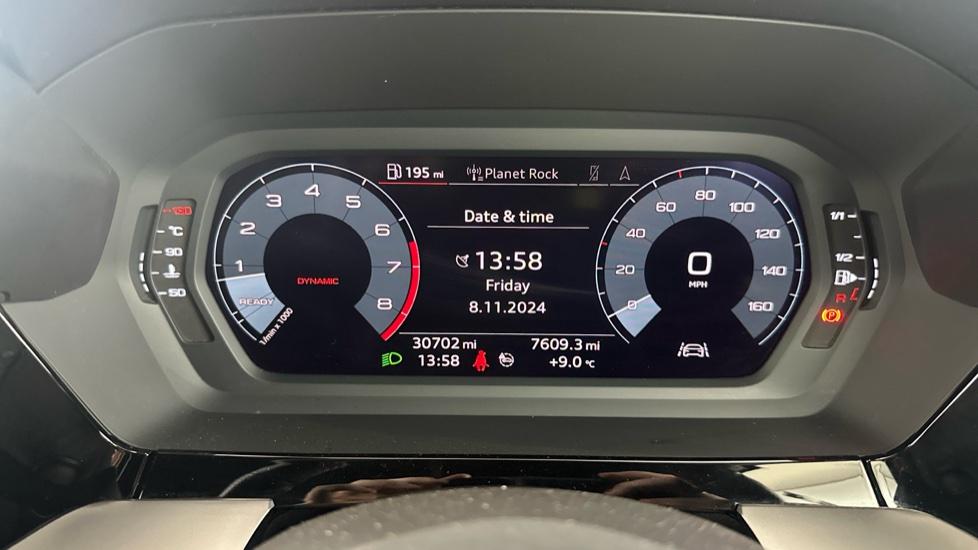 195 mi Planet Rock
Date & time
13:58
Friday
8.11.2024
30702 mi 7609.3 mi
13:58 +9.0 °C
1 2 3 4 5 6 7 8
READY
1/min x 1000
DYNAMIC
0 20 40 60 80 100 120 140 160
0
MPH
°C
90
50
1/1
1/2
R
P